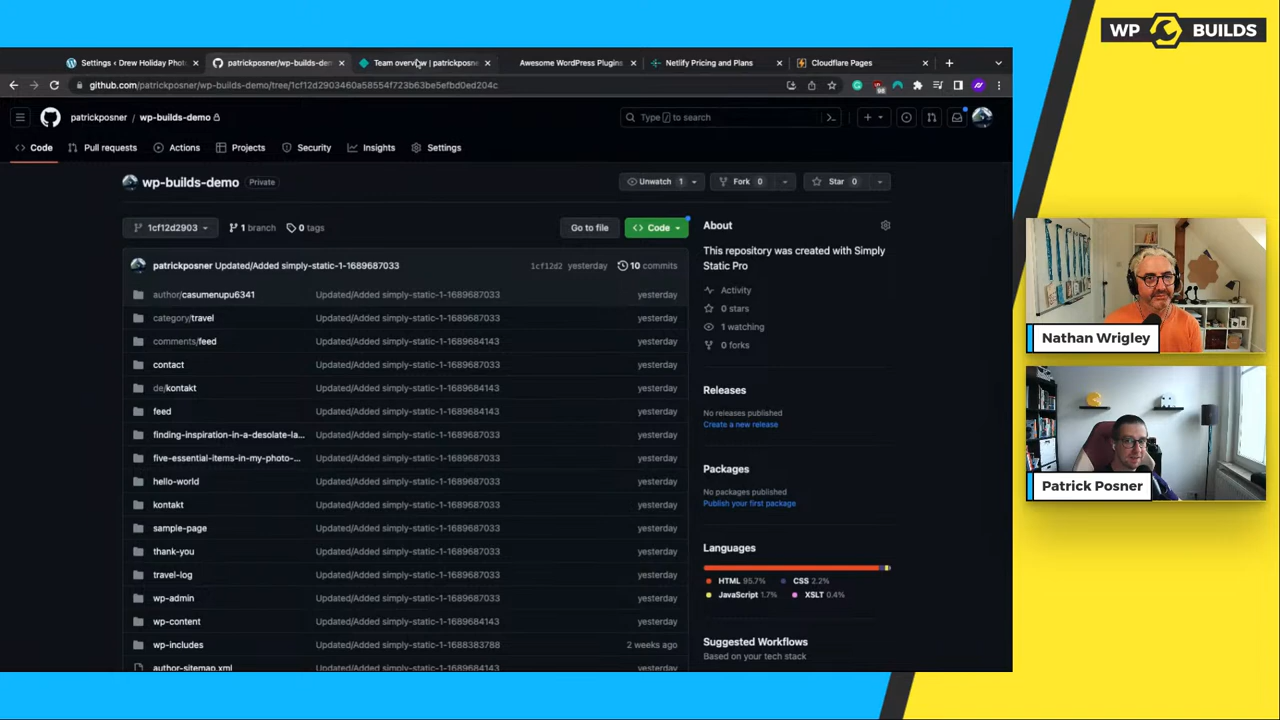 WP BUILDS
Settings ‹ Drew Holiday Phot
patrickposner/wp-builds-dem
Team overview | patrickposne
Awesome WordPress Plugins
Netlify Pricing and Plans
Cloudflare Pages
github.com/patrickposner/wp-builds-demo/tree/1cf12d2903460a58554f723b63be5efbd0ed204c
patrickposner / wp-builds-demo
Type / to search
Code
Pull requests
Actions
Projects
Security
Insights
Settings
wp-builds-demo Private
Unwatch 1
Fork 0
Star 0
1cf12d2903
1 branch
0 tags
Go to file
Code
patrickposner Updated/Added simply-static-1-1689687033 1cf12d2 yesterday 10 commits
author/casumenupu6341 Updated/Added simply-static-1-1689687033 yesterday
category/travel Updated/Added simply-static-1-1689687033 yesterday
comments/feed Updated/Added simply-static-1-1689684143 yesterday
contact Updated/Added simply-static-1-1689687033 yesterday
de/kontakt Updated/Added simply-static-1-1689684143 yesterday
feed Updated/Added simply-static-1-1689684143 yesterday
finding-inspiration-in-a-desolate-la... Updated/Added simply-static-1-1689687033 yesterday
five-essential-items-in-my-photo-... Updated/Added simply-static-1-1689687033 yesterday
hello-world Updated/Added simply-static-1-1689687033 yesterday
kontakt Updated/Added simply-static-1-1689687033 yesterday
sample-page Updated/Added simply-static-1-1689687033 yesterday
thank-you Updated/Added simply-static-1-1689687033 yesterday
travel-log Updated/Added simply-static-1-1689687033 yesterday
wp-admin Updated/Added simply-static-1-1689687033 yesterday
wp-content Updated/Added simply-static-1-1689687033 yesterday
wp-includes Updated/Added simply-static-1-1688383788 2 weeks ago
author-sitemap.xml Updated/Added simply-static-1-1689684143 yesterday
About
This repository was created with Simply
Static Pro
Activity
0 stars
1 watching
0 forks
Releases
No releases published
Create a new release
Packages
No packages published
Publish your first package
Languages
HTML 95.7%
CSS 2.2%
JavaScript 1.7%
XSLT 0.4%
Suggested Workflows
Based on your tech stack
Nathan Wrigley
Patrick Posner